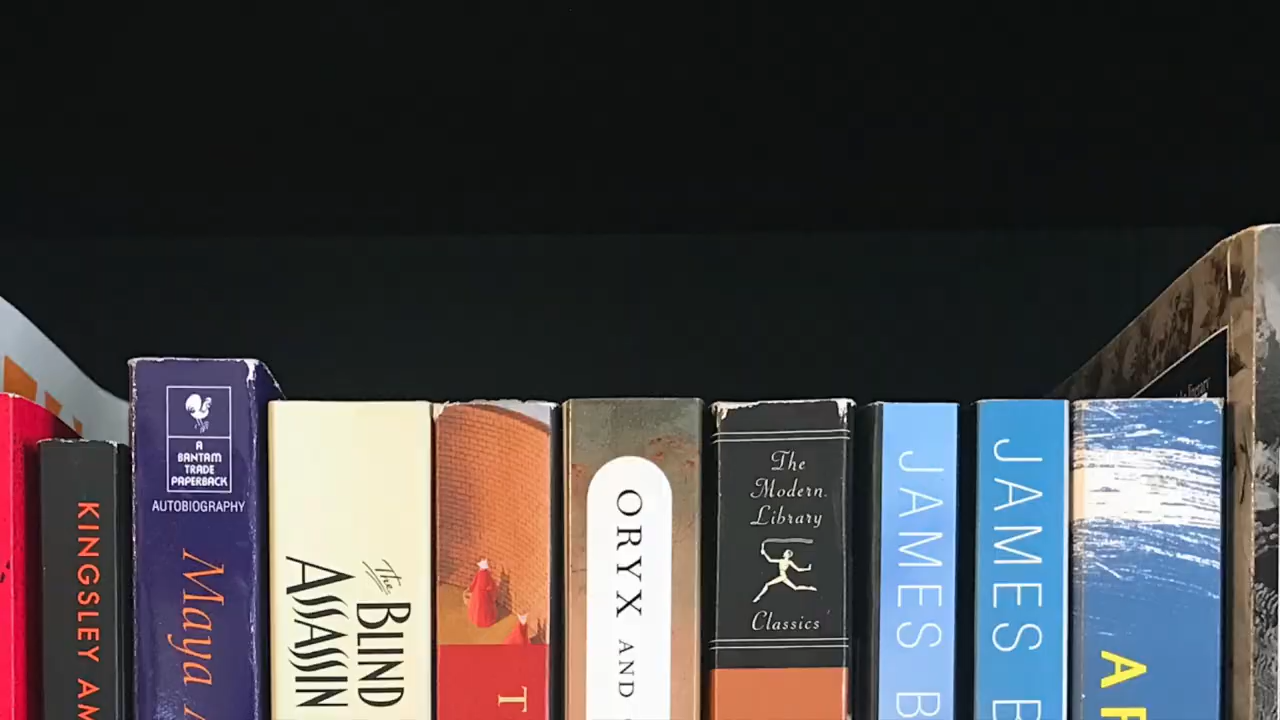 KINGSLEY AM
A
BANTAM
TRADE
PAPERBACK
AUTOBIOGRAPHY
Maya
The
BLIND
ASSASSIN
T
ORYX AND
The
Modern
Library
Classics
JAMES B
JAMES B
A F